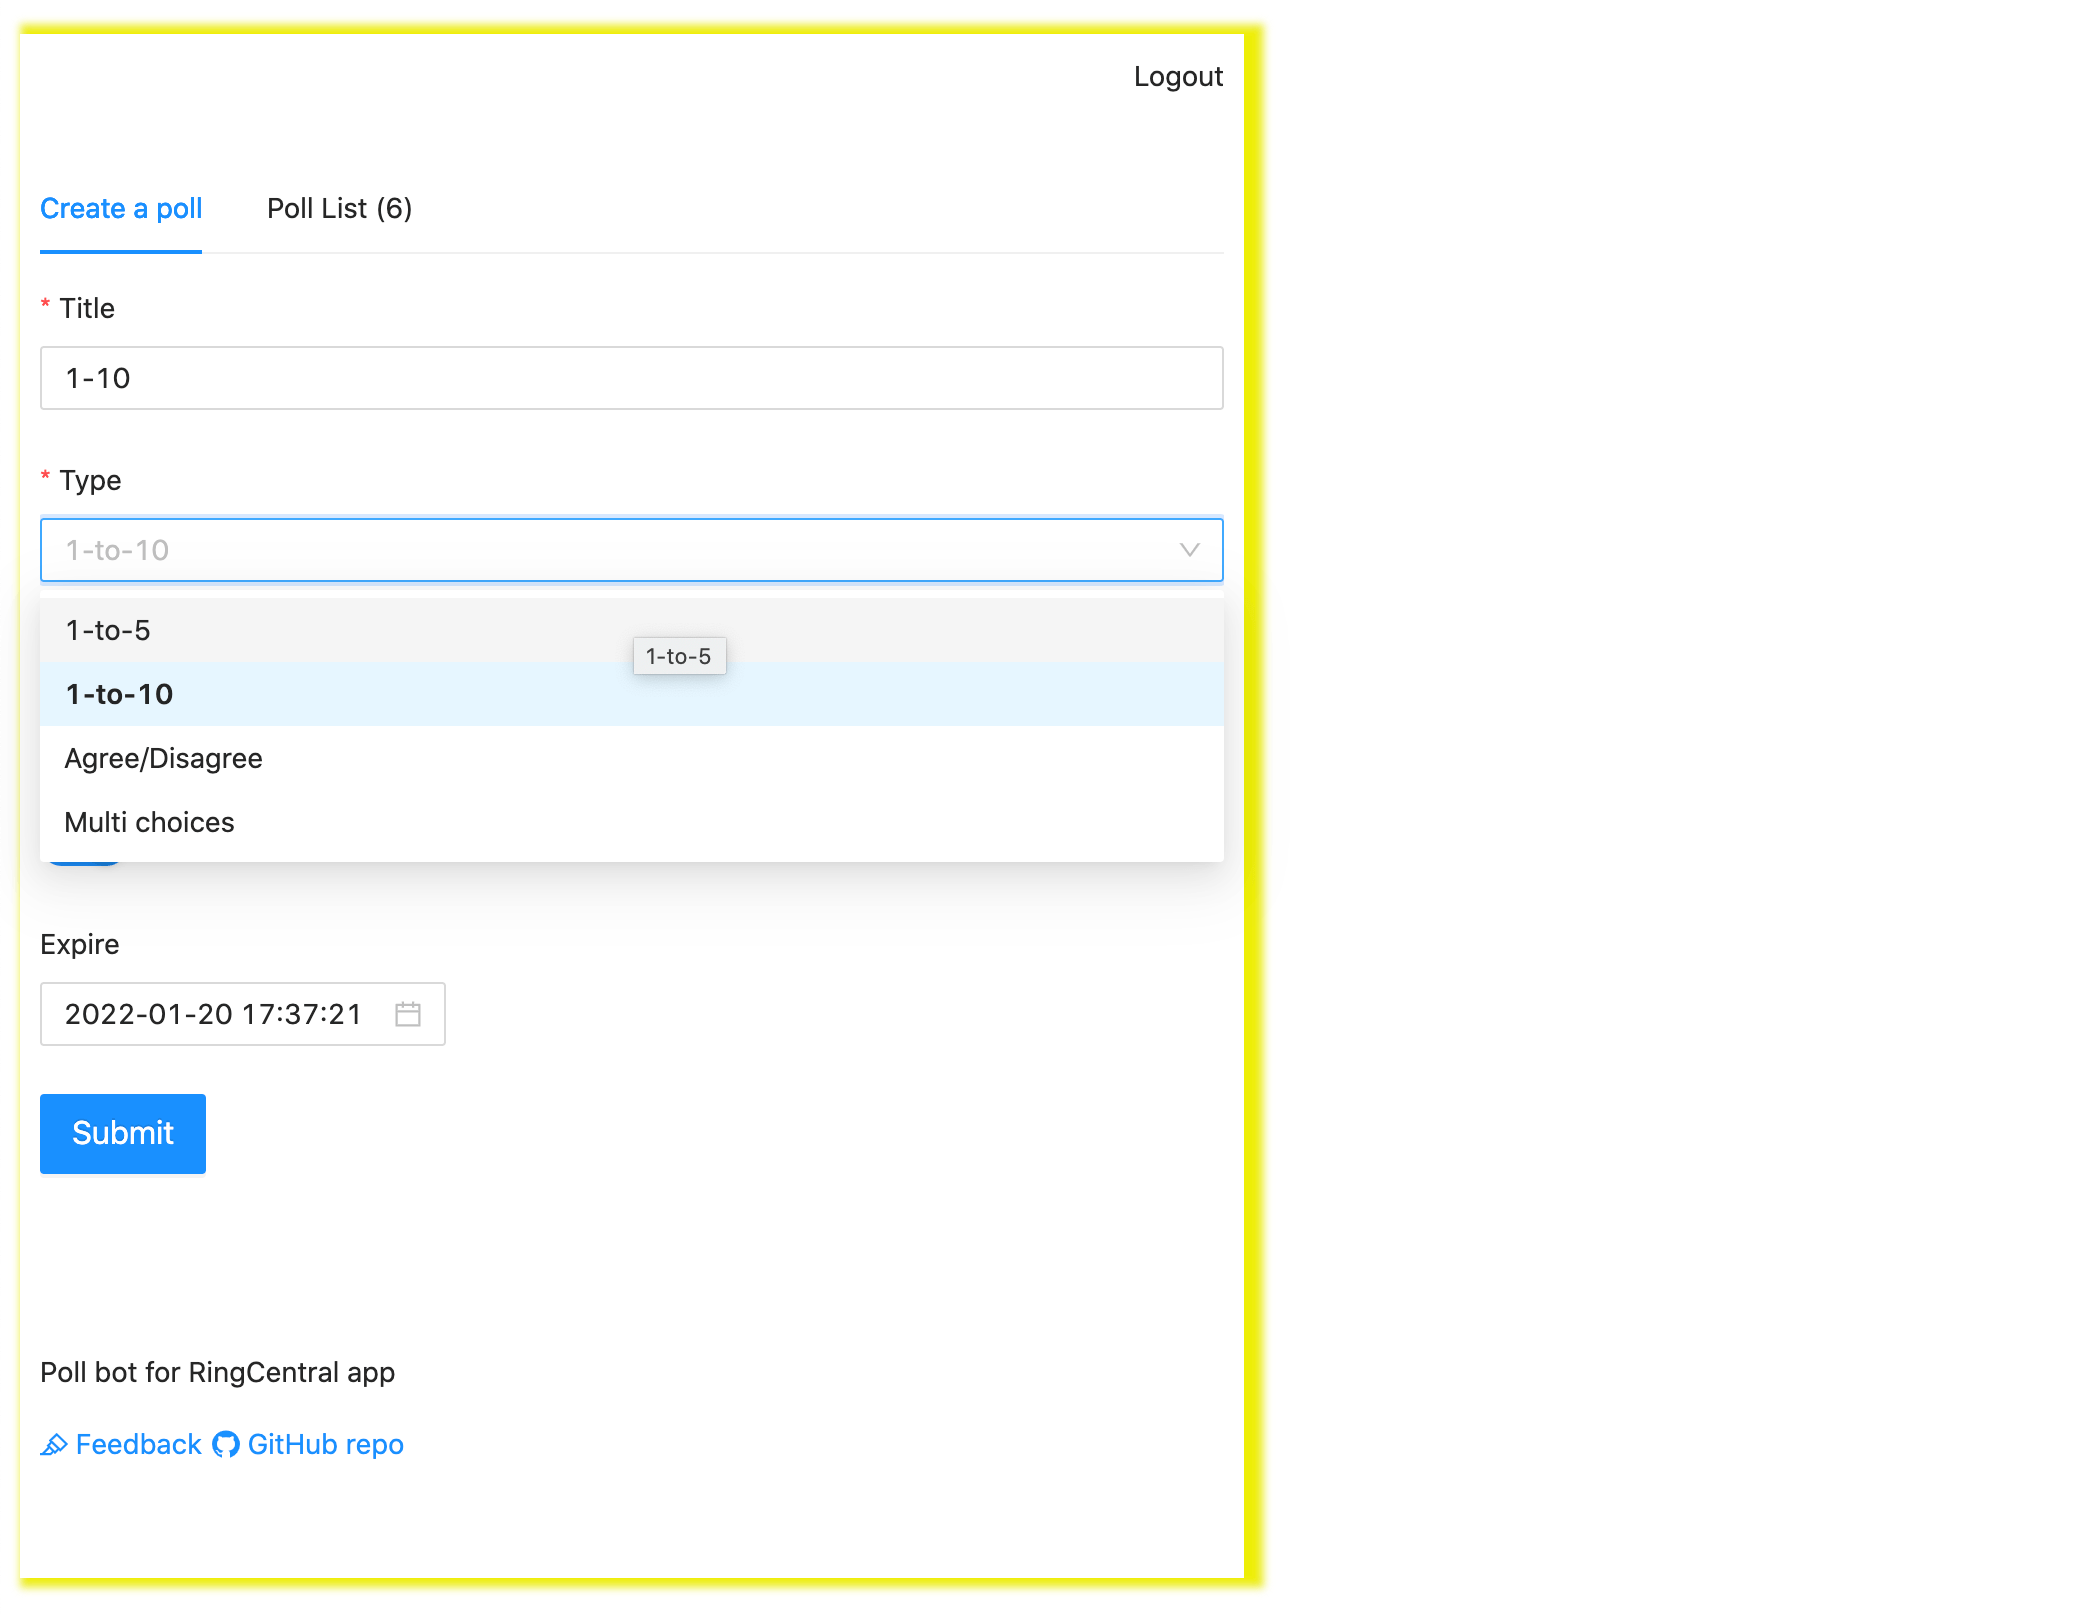 Logout
Create a poll Poll List (6)
* Title
1-10
* Type
1-to-10
1-to-5
1-to-5
1-to-10
Agree/Disagree
Multi choices
Expire
2022-01-20 17:37:21
Submit
Poll bot for RingCentral app
Feedback GitHub repo